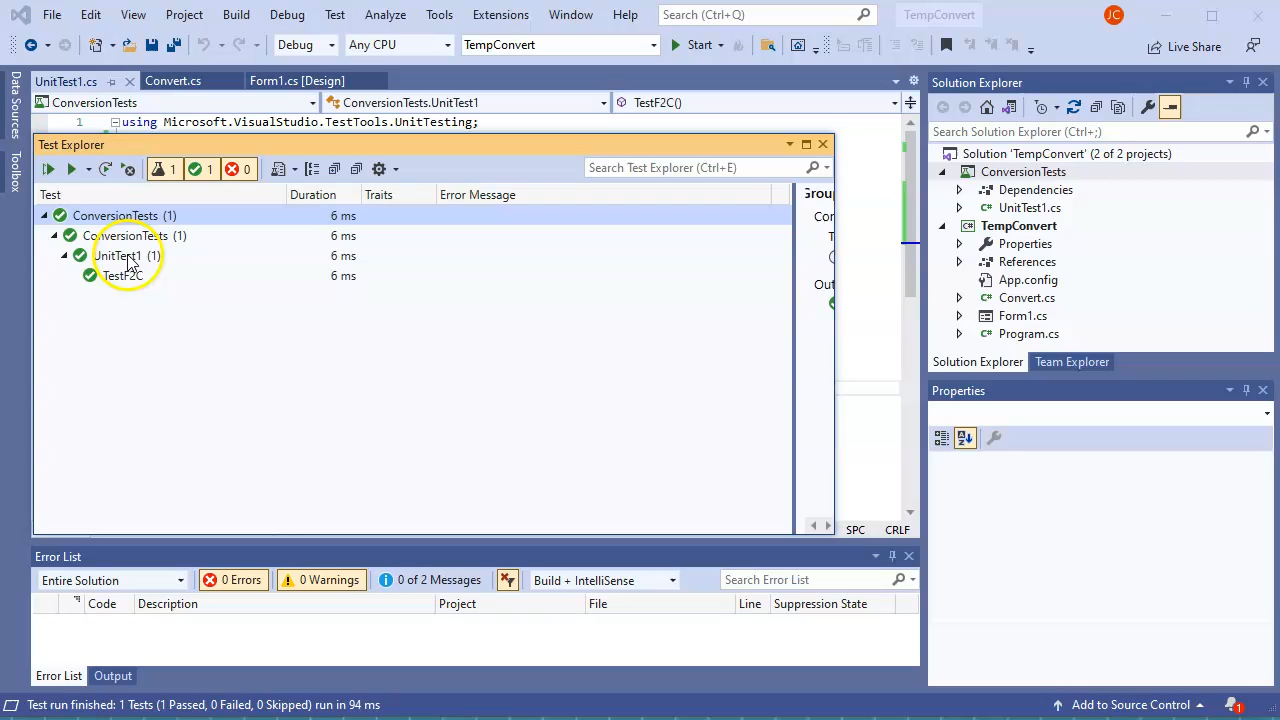 File Edit View Project Build Debug Test Analyze Tools Extensions Window Help Search (Ctrl+Q) TempConvert JC
Debug Any CPU TempConvert Start Live Share
Data Sources
Toolbox
UnitTest1.cs Convert.cs Form1.cs [Design]
ConversionTests ConversionTests.UnitTest1 TestF2C()
1 using Microsoft.VisualStudio.TestTools.UnitTesting;
Test Explorer
1 1 0 Search Test Explorer (Ctrl+E)
Test Duration Traits Error Message
ConversionTests (1) 6 ms
ConversionTests (1) 6 ms
UnitTest1 (1) 6 ms
TestF2C 6 ms
SPC CRLF
Solution Explorer
Search Solution Explorer (Ctrl+;)
Solution 'TempConvert' (2 of 2 projects)
ConversionTests
Dependencies
UnitTest1.cs
TempConvert
Properties
References
App.config
Convert.cs
Form1.cs
Program.cs
Solution Explorer Team Explorer
Properties
Error List
Entire Solution 0 Errors 0 Warnings 0 of 2 Messages Build + IntelliSense Search Error List
Code Description Project File Line Suppression State
Error List Output
Test run finished: 1 Tests (1 Passed, 0 Failed, 0 Skipped) run in 94 ms Add to Source Control 1